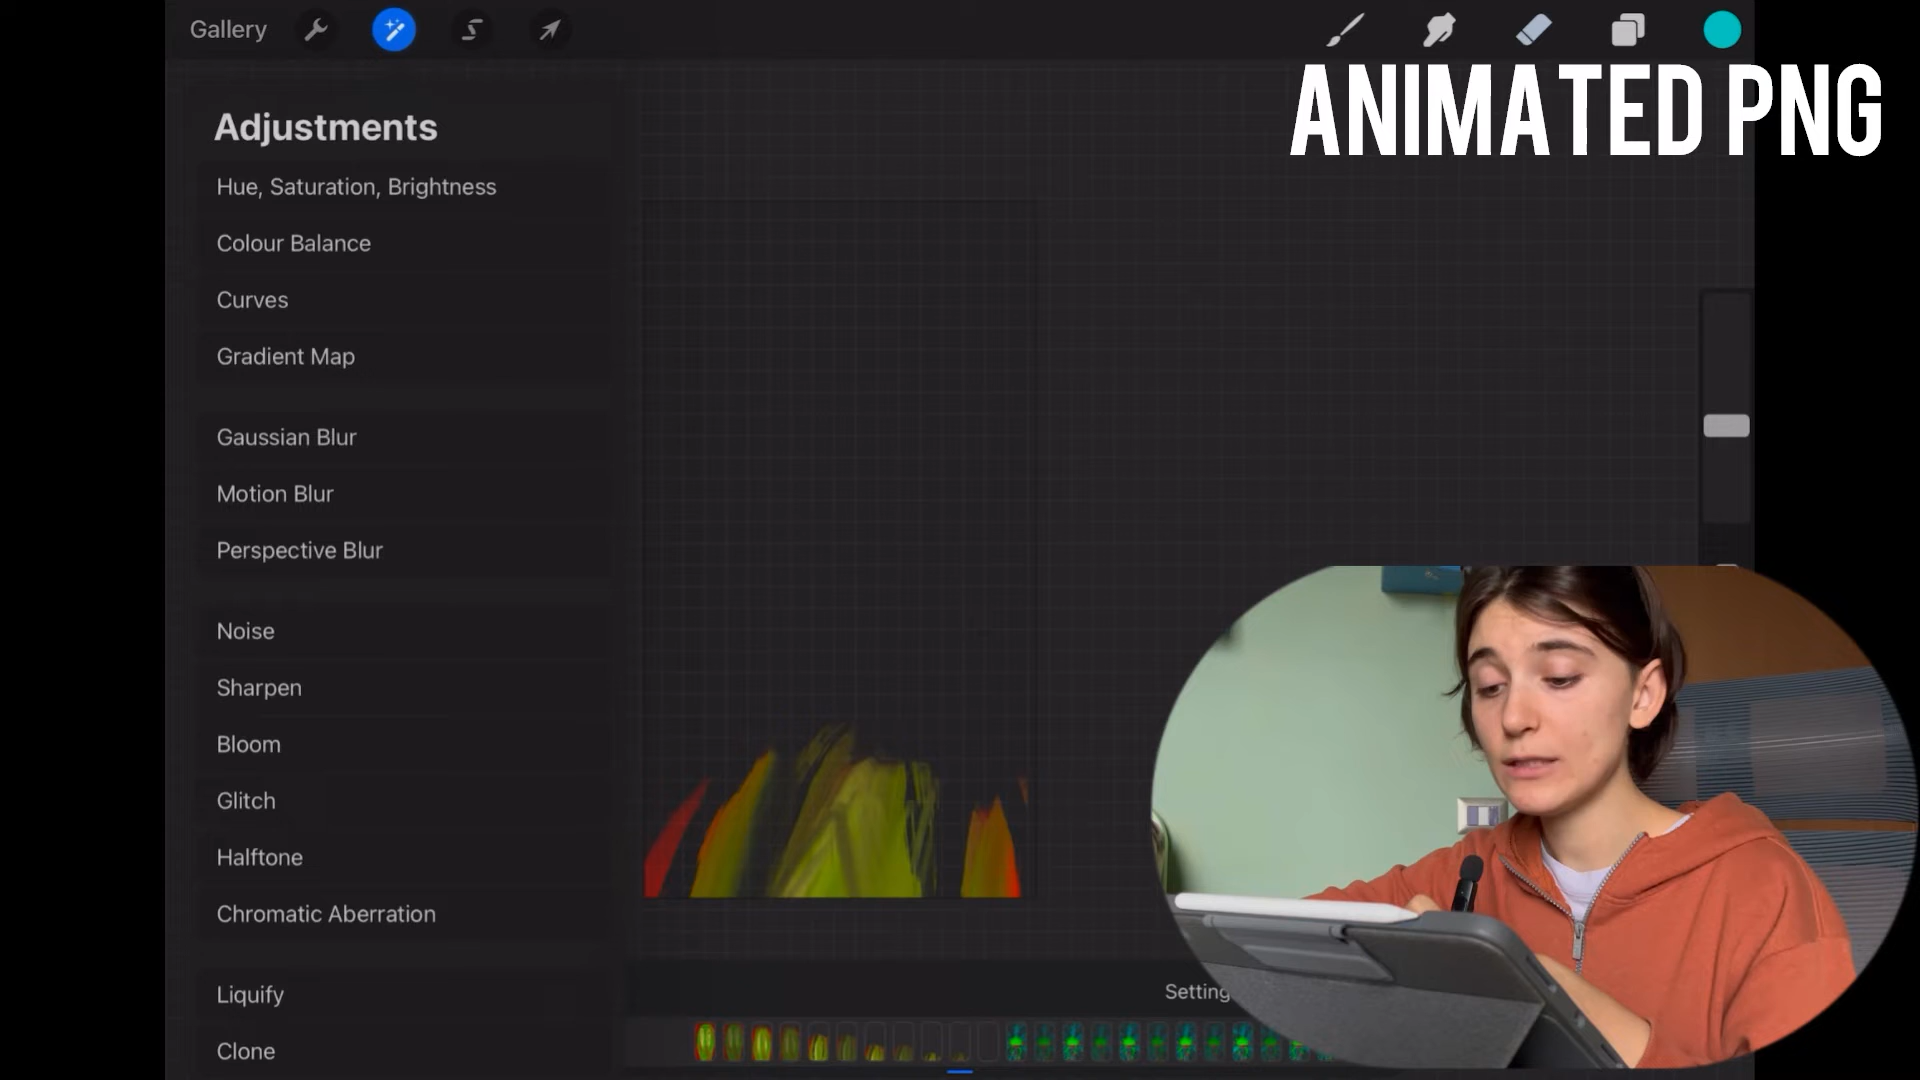 Gallery
ANIMATED PNG
Adjustments
Hue, Saturation, Brightness
Colour Balance
Curves
Gradient Map
Gaussian Blur
Motion Blur
Perspective Blur
Noise
Sharpen
Bloom
Glitch
Halftone
Chromatic Aberration
Liquify
Clone
Setting